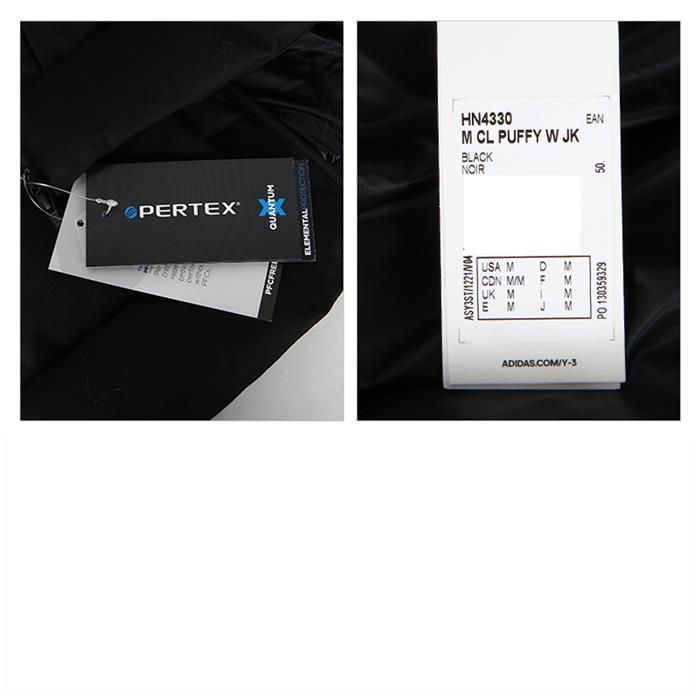 PERTEX®
X
QUANTUM
ELEMENTAL PROTECTION
PFCFREE
HN4330
EAN
M CL PUFFY W JK
BLACK
NOIR
50.
USA M D M
CDN M/M F M
UK M I M
E M J M
ASY3ST/1221/N/04
PO 130359329
ADIDAS.COM/Y-3